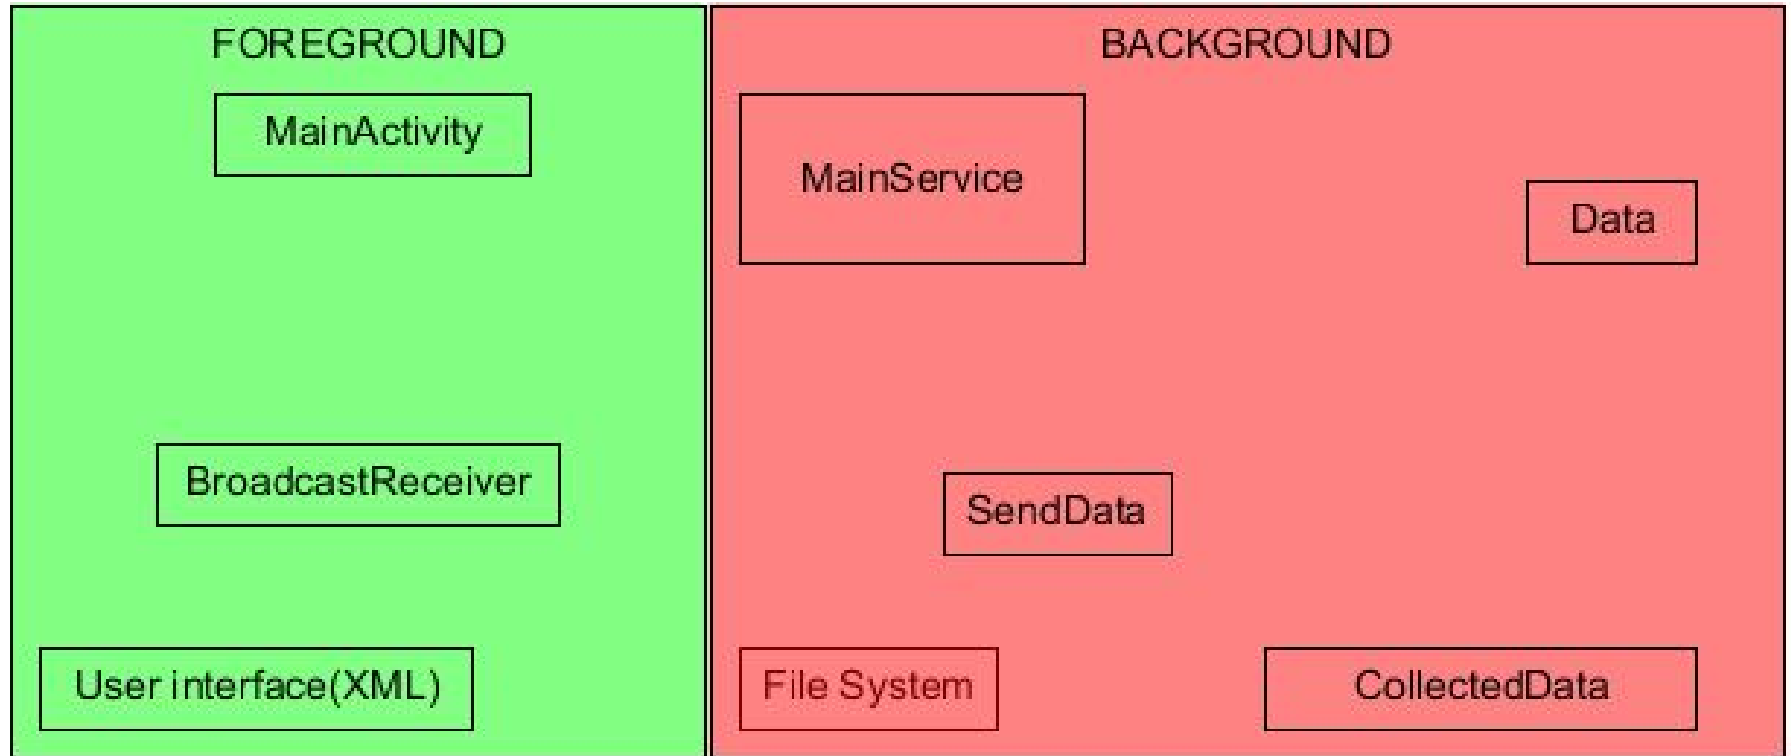 FOREGROUND
MainActivity
BroadcastReceiver
User interface(XML)
BACKGROUND
MainService
Data
SendData
File System
CollectedData